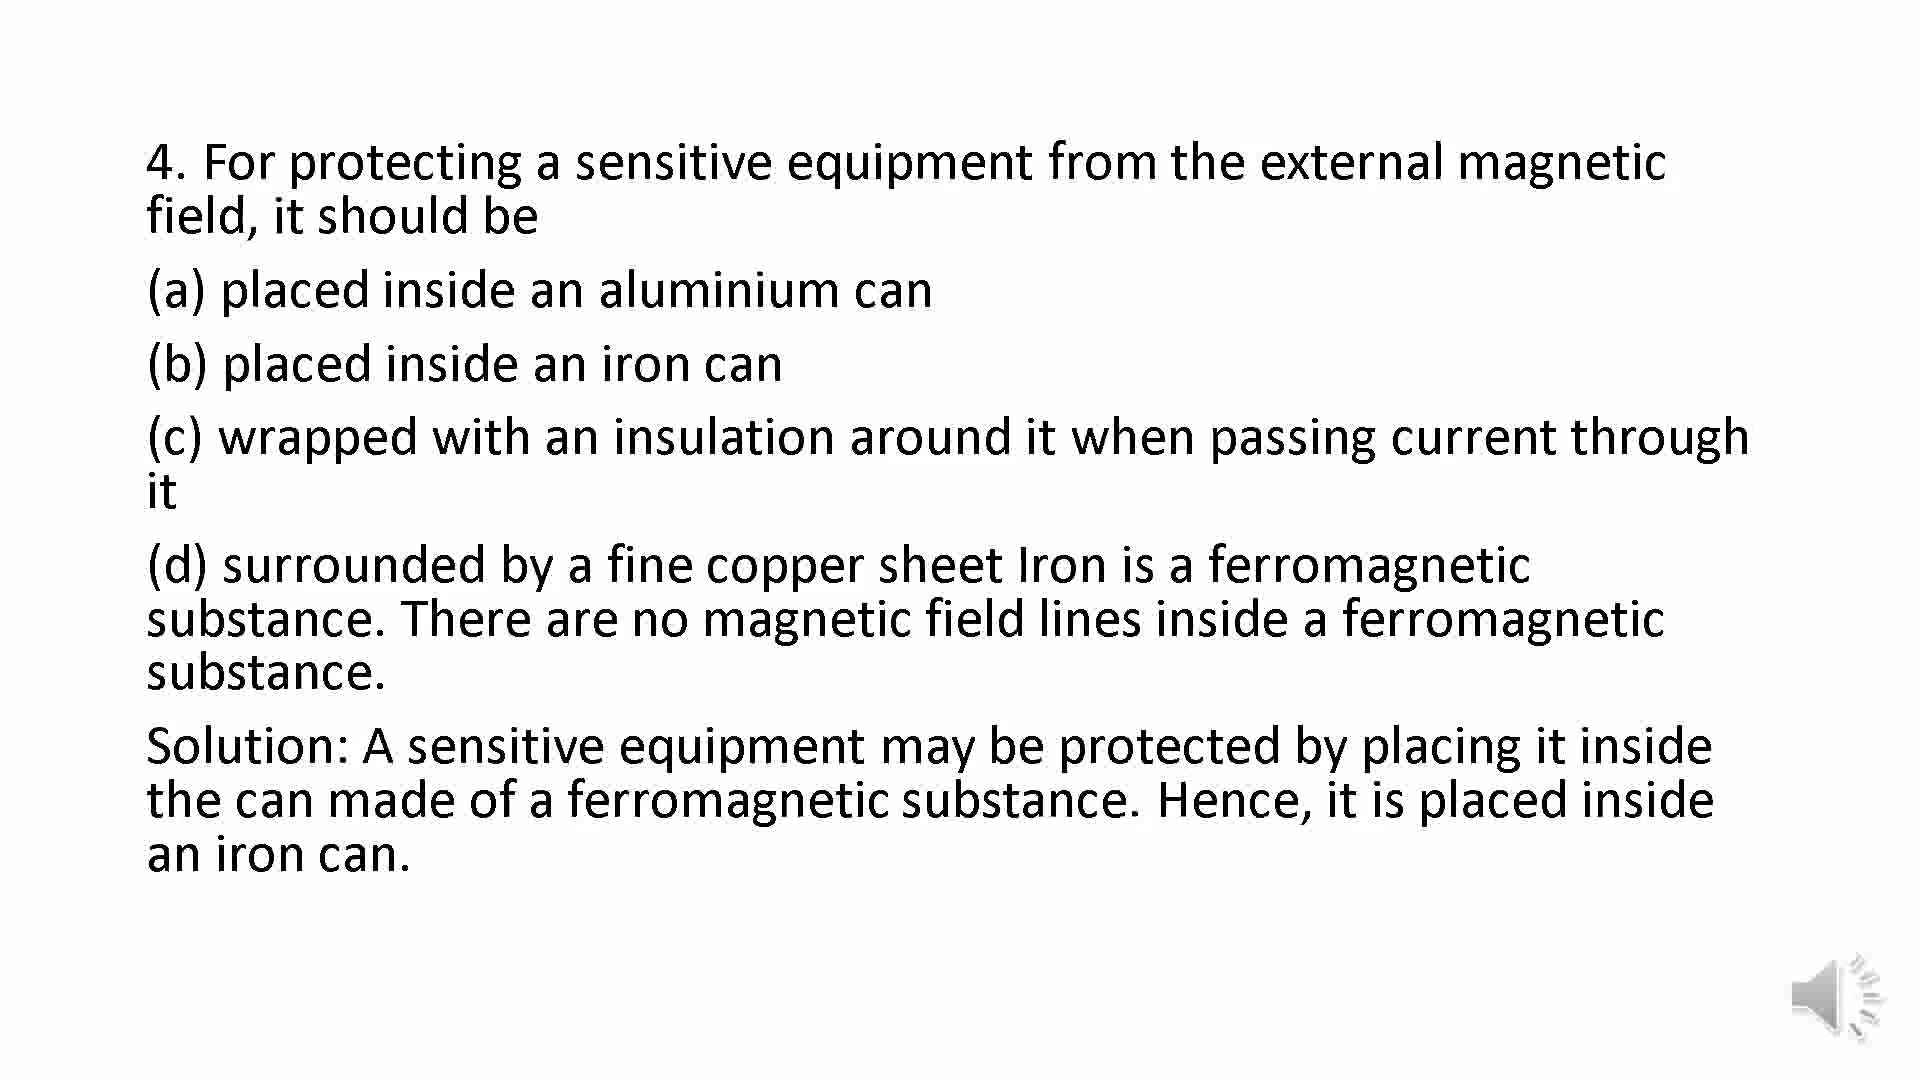 4. For protecting a sensitive equipment from the external magnetic
field, it should be
(a) placed inside an aluminium can
(b) placed inside an iron can
(c) wrapped with an insulation around it when passing current through
it
(d) surrounded by a fine copper sheet Iron is a ferromagnetic
substance. There are no magnetic field lines inside a ferromagnetic
substance.
Solution: A sensitive equipment may be protected by placing it inside
the can made of a ferromagnetic substance. Hence, it is placed inside
an iron can.